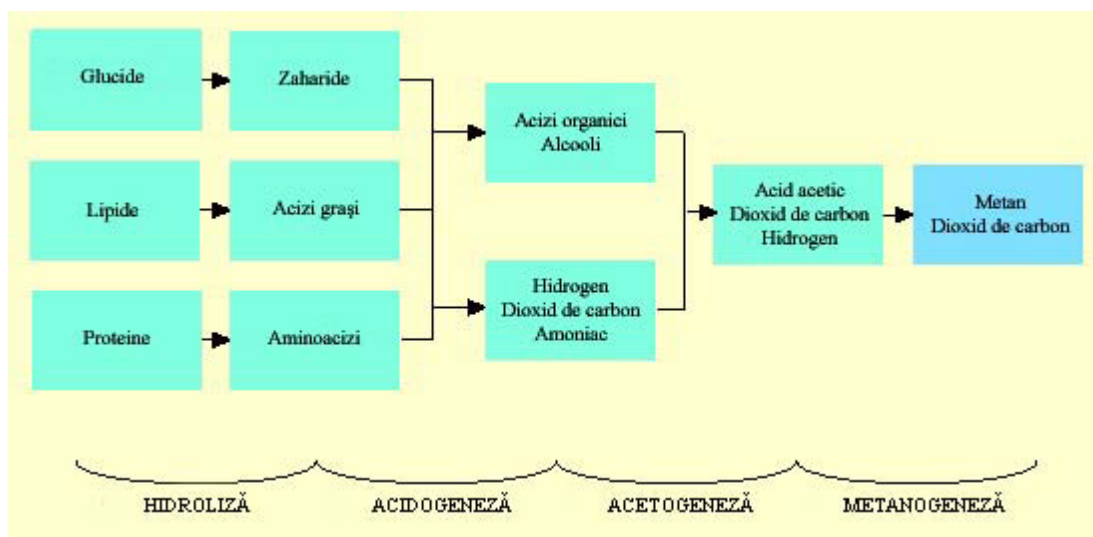 Glucide
Zaharide
Lipide
Acizi grași
Proteine
Aminoacizi
Acizi organici
Alcooli
Hidrogen
Dioxid de carbon
Amoniac
Acid acetic
Dioxid de carbon
Hidrogen
Metan
Dioxid de carbon
HIDROLIZĂ
ACIDOGENEZĂ
ACETOGENEZĂ
METANOGENEZĂ